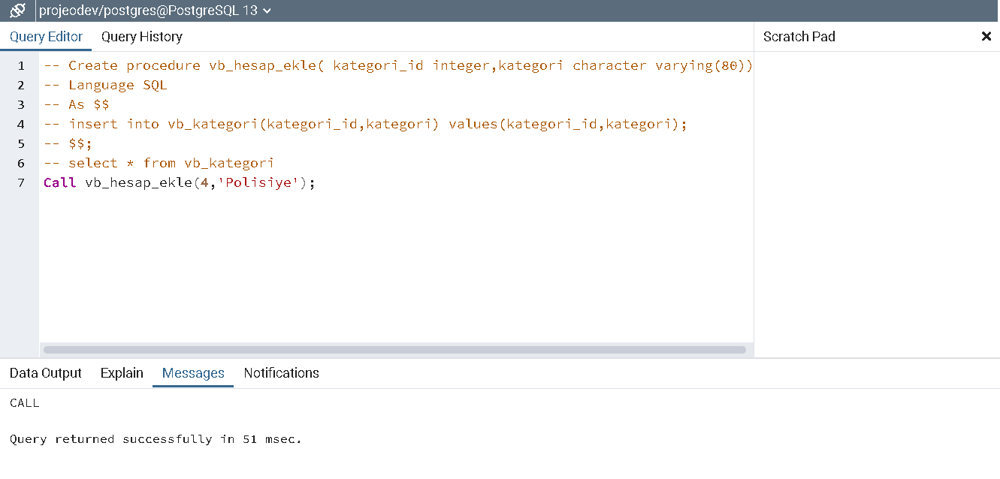 projeodev/postgres@PostgreSQL 13
Query Editor Query History Scratch Pad
1 -- Create procedure vb_hesap_ekle( kategori_id integer,kategori character varying(80))
2 -- Language SQL
3 -- As $$
4 -- insert into vb_kategori(kategori_id,kategori) values(kategori_id,kategori);
5 -- $$;
6 -- select * from vb_kategori
7 Call vb_hesap_ekle(4,'Polisiye');
Data Output Explain Messages Notifications
CALL
Query returned successfully in 51 msec.